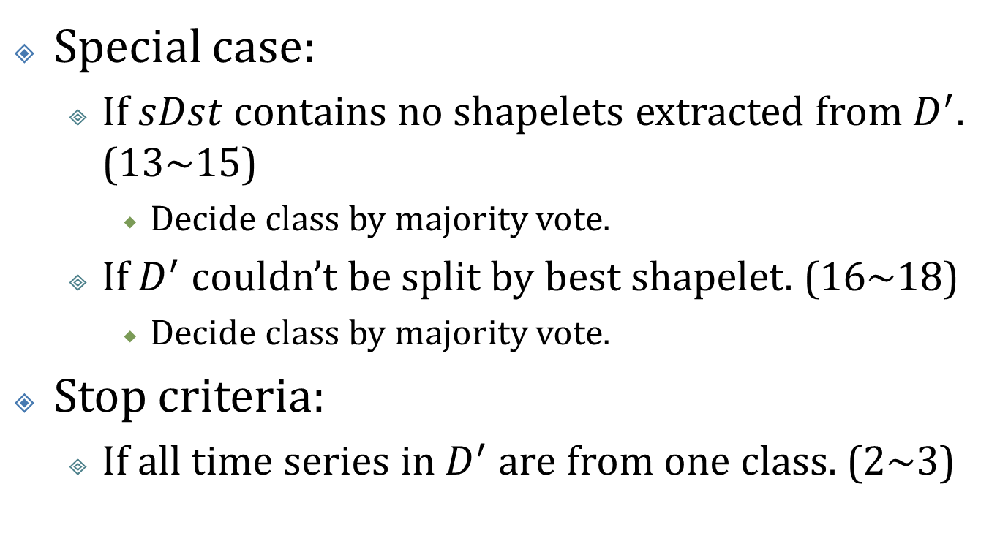 Special case:
If sDst contains no shapelets extracted from D′.
(13~15)
Decide class by majority vote.
If D′ couldn’t be split by best shapelet. (16~18)
Decide class by majority vote.
Stop criteria:
If all time series in D′ are from one class. (2~3)